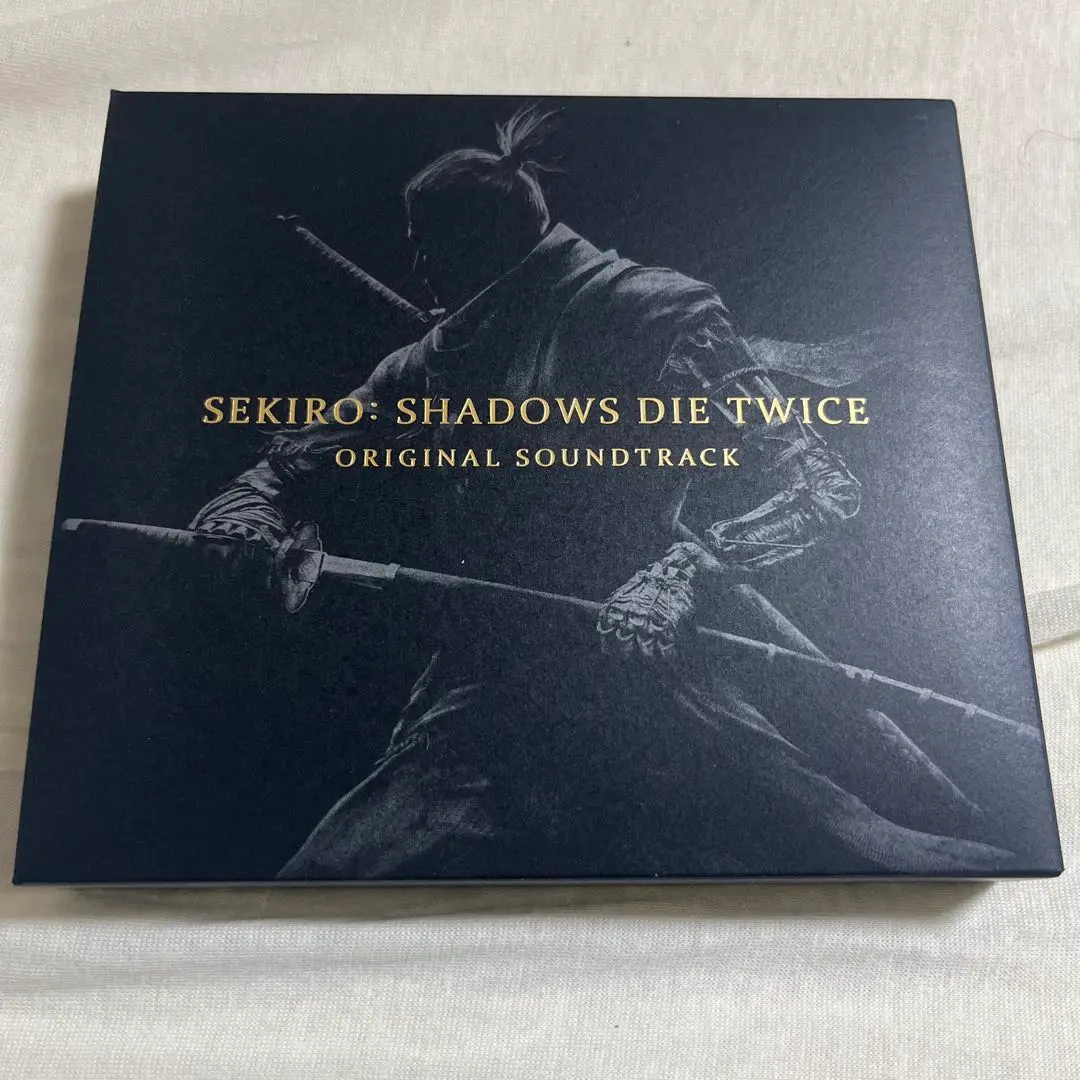 SEKIRO: SHADOWS DIE TWICE
ORIGINAL SOUNDTRACK